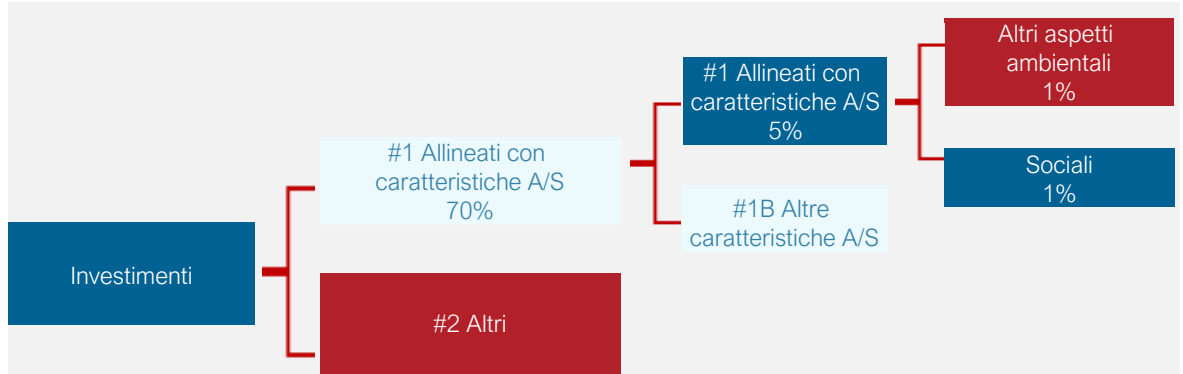 Investimenti
#1 Allineati con
caratteristiche A/S
70%
#2 Altri
#1 Allineati con
caratteristiche A/S
5%
#1B Altre
caratteristiche A/S
Altri aspetti
ambientali
1%
Sociali
1%